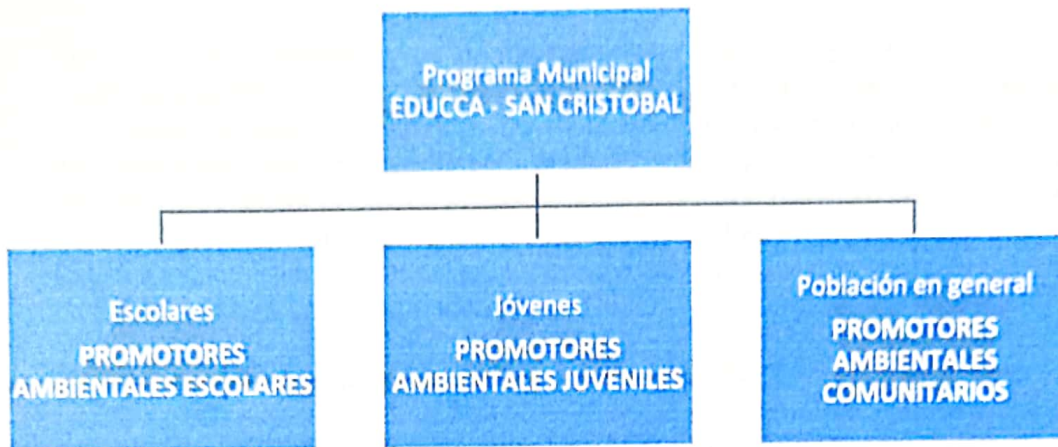 Programa Municipal
EDUCCA - SAN CRISTOBAL
Escolares
PROMOTORES
AMBIENTALES ESCOLARES
Jóvenes
PROMOTORES
AMBIENTALES JUVENILES
Población en general
PROMOTORES
AMBIENTALES
COMUNITARIOS